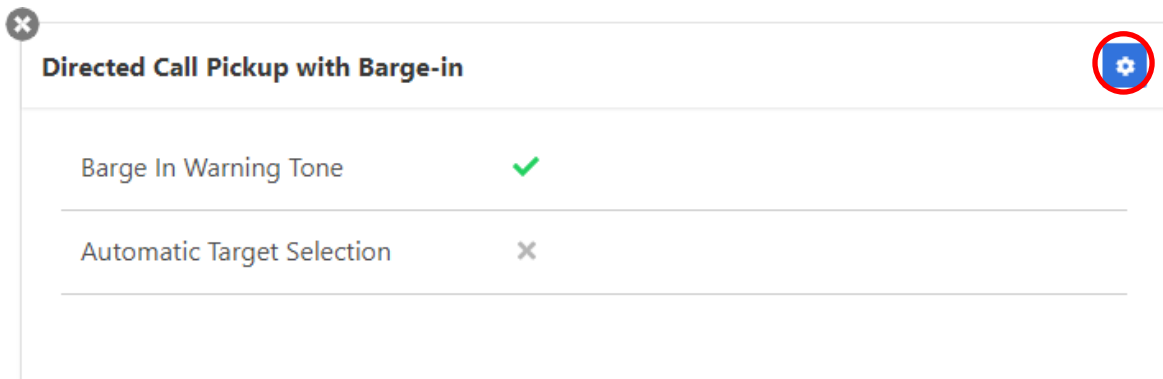 Directed Call Pickup with Barge-in
Barge In Warning Tone
Automatic Target Selection